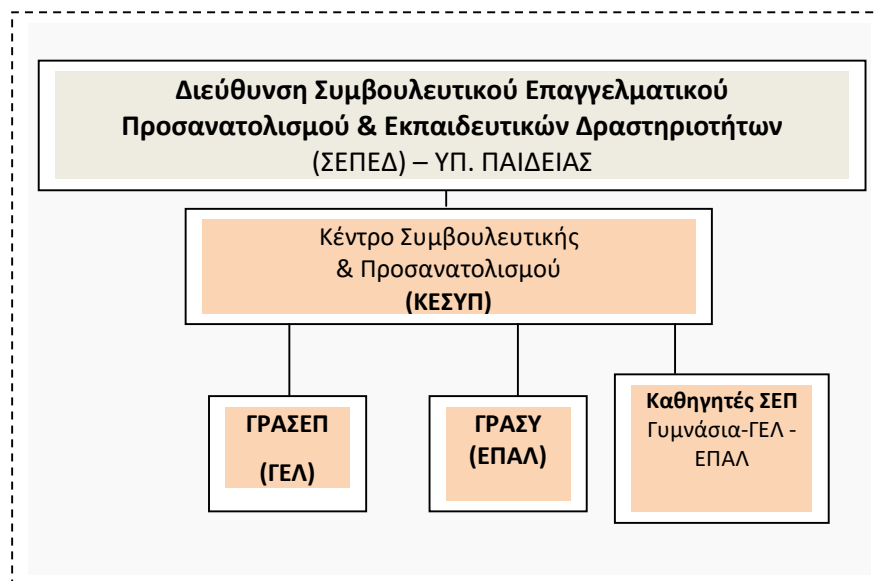 Διεύθυνση Συμβουλευτικού Επαγγελματικού
Προσανατολισμού & Εκπαιδευτικών Δραστηριοτήτων
(ΣΕΠΕΔ) – ΥΠ. ΠΑΙΔΕΙΑΣ
Κέντρο Συμβουλευτικής
& Προσανατολισμού
(ΚΕΣΥΠ)
ΓΡΑΣΕΠ
(ΓΕΛ)
ΓΡΑΣΥ
(ΕΠΑΛ)
Καθηγητές ΣΕΠ
Γυμνάσια-ΓΕΛ -
ΕΠΑΛ